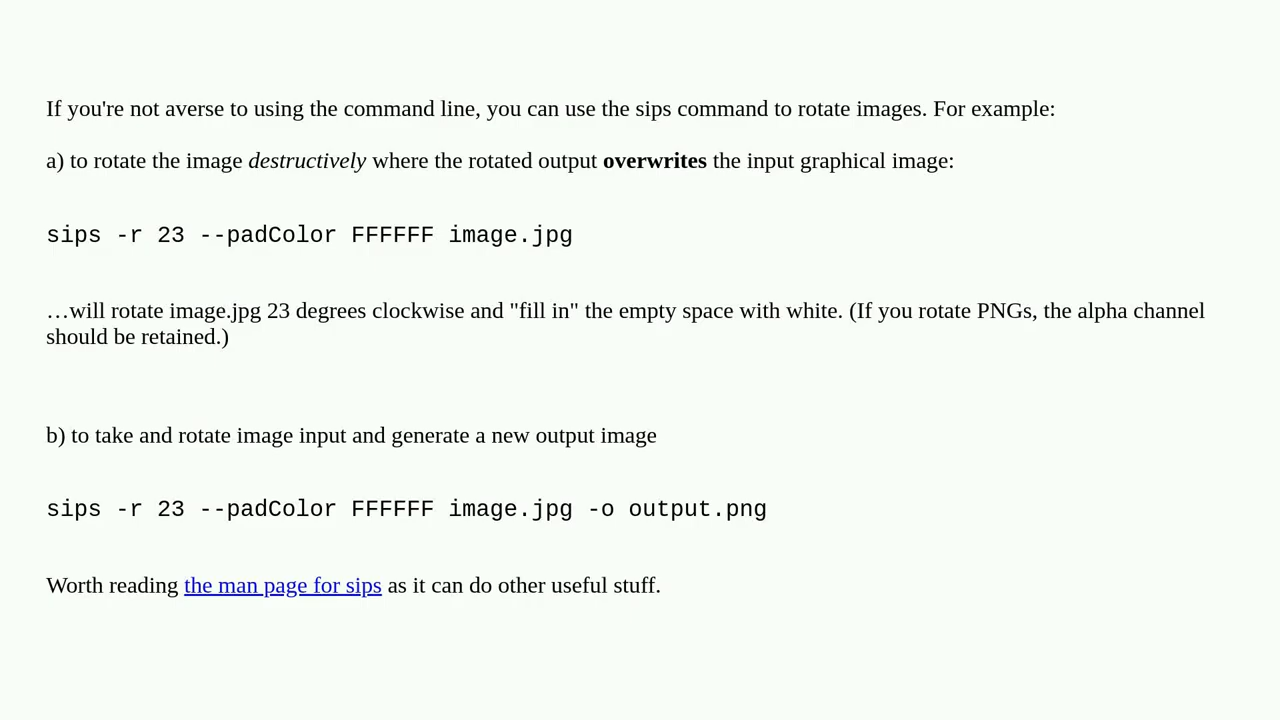 If you're not averse to using the command line, you can use the sips command to rotate images. For example:
a) to rotate the image destructively where the rotated output overwrites the input graphical image:
sips -r 23 --padColor FFFFFF image.jpg
…will rotate image.jpg 23 degrees clockwise and "fill in" the empty space with white. (If you rotate PNGs, the alpha channel
should be retained.)
b) to take and rotate image input and generate a new output image
sips -r 23 --padColor FFFFFF image.jpg -o output.png
Worth reading the man page for sips as it can do other useful stuff.